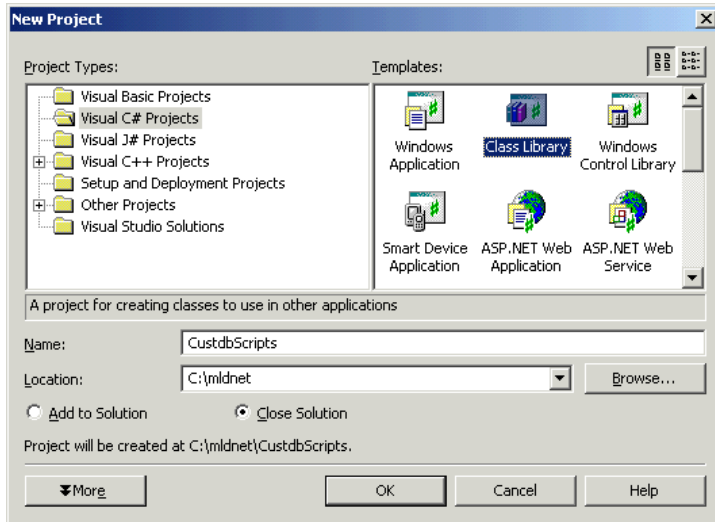 New Project
Project Types:
Templates:
Visual Basic Projects
Visual C# Projects
Visual J# Projects
Visual C++ Projects
Setup and Deployment Projects
Other Projects
Visual Studio Solutions
Windows
Application
Class Library
Windows
Control Library
Smart Device
Application
ASP.NET Web
Application
ASP.NET Web
Service
A project for creating classes to use in other applications
Name:
CustdbScripts
Location:
C:\mldnet
Browse...
Add to Solution
Close Solution
Project will be created at C:\mldnet\CustdbScripts.
More
OK
Cancel
Help